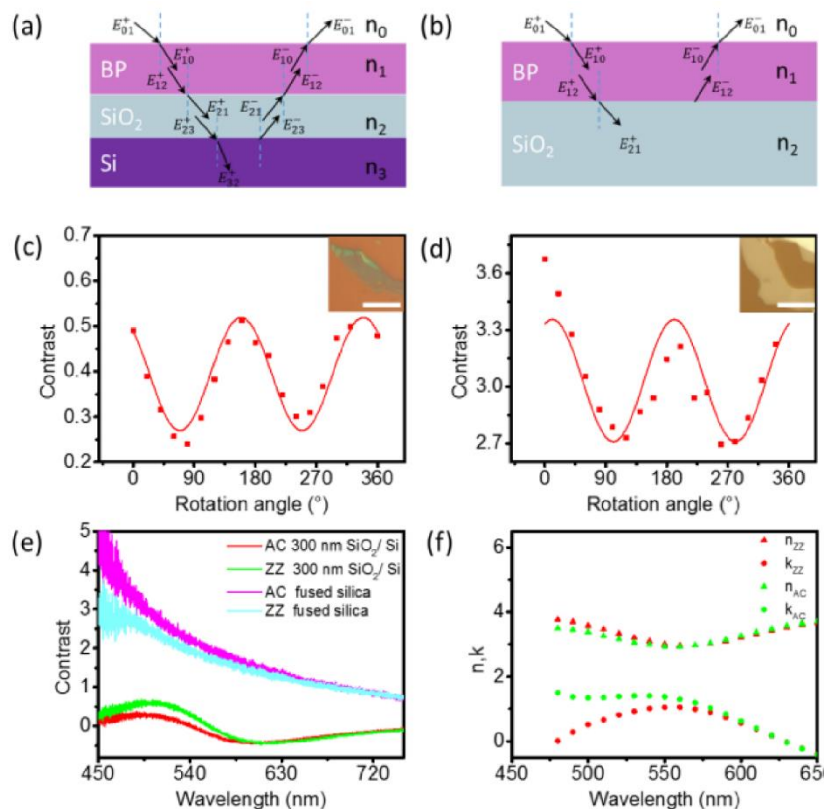 (a)
E₀₁⁺
E₀₁⁻
n₀
BP
E₁₀⁺
E₁₀⁻
n₁
E₁₂⁺
E₁₂⁻
SiO₂
E₂₁⁺
E₂₁⁻
n₂
E₂₃⁺
E₂₃⁻
Si
E₃₂⁺
n₃
(b)
E₀₁⁺
E₀₁⁻
n₀
BP
E₁₀⁺
E₁₀⁻
n₁
E₁₂⁺
E₁₂⁻
SiO₂
E₂₁⁺
n₂
(c)
0.7
0.6
0.5
0.4
0.3
0.2
Contrast
0 90 180 270 360
Rotation angle (°)
(d)
3.6
3.3
3.0
2.7
Contrast
0 90 180 270 360
Rotation angle (°)
(e)
5
4
3
2
1
0
Contrast
AC 300 nm SiO₂/ Si
ZZ 300 nm SiO₂/ Si
AC fused silica
ZZ fused silica
450 540 630 720
Wavelength (nm)
(f)
6
4
2
0
n,k
n_ZZ
k_ZZ
n_AC
k_AC
450 500 550 600 650
Wavelength (nm)